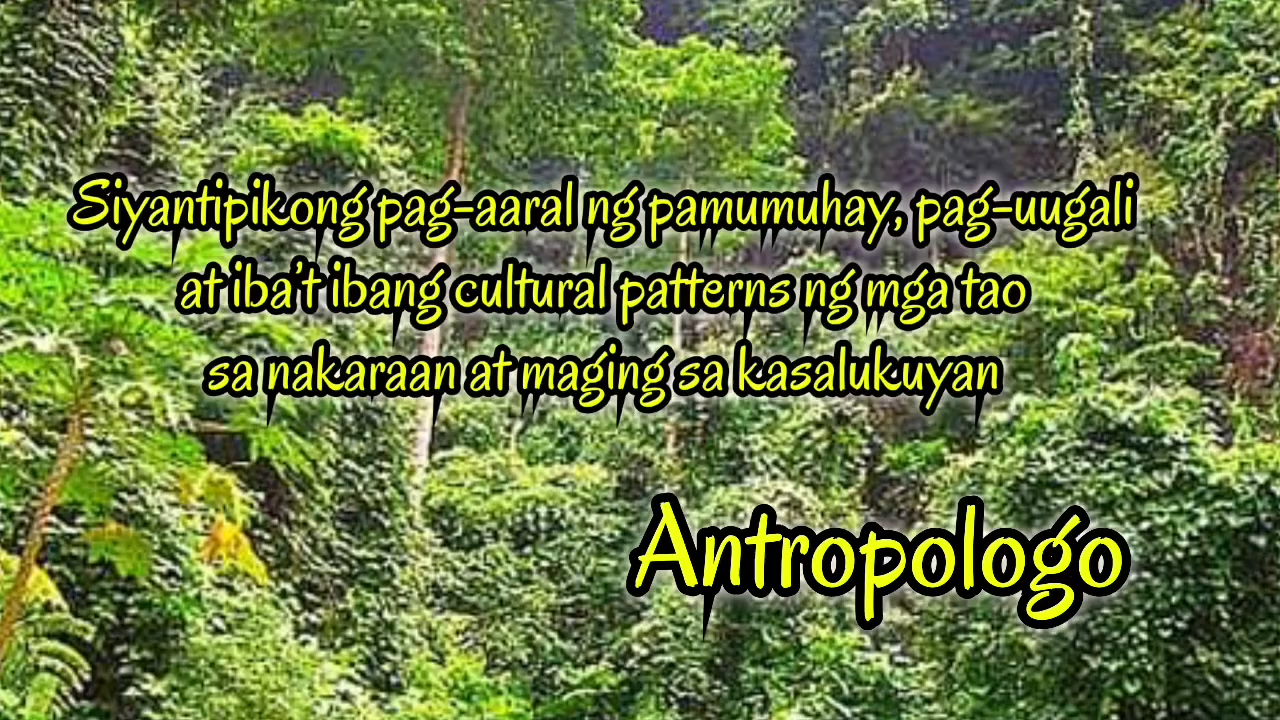 Siyantipikong pag-aaral ng pamumuhay, pag-uugali
at iba't ibang cultural patterns ng mga tao
sa nakaraan at maging sa kasalukuyan
Antropologo